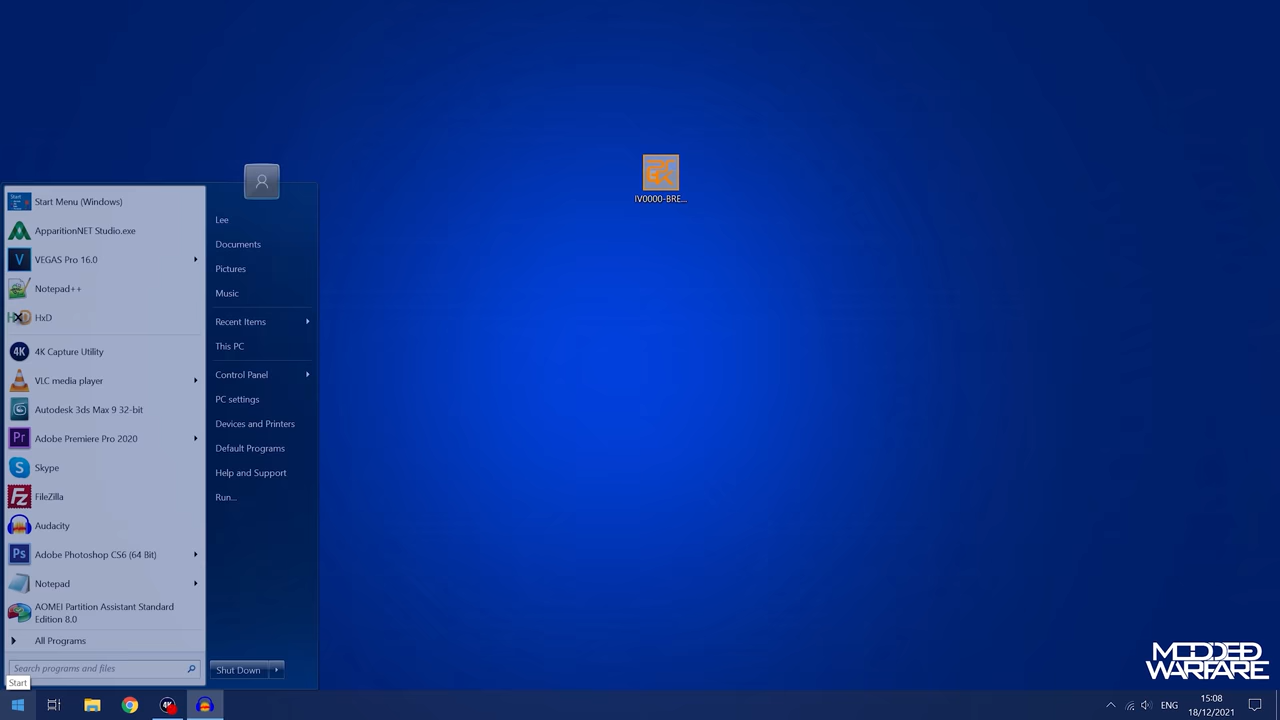 IV0000-BRE...
Start Menu (Windows)
ApparitionNET Studio.exe
VEGAS Pro 16.0
Notepad++
HxD
4K Capture Utility
VLC media player
Autodesk 3ds Max 9 32-bit
Adobe Premiere Pro 2020
Skype
FileZilla
Audacity
Adobe Photoshop CS6 (64 Bit)
Notepad
AOMEI Partition Assistant Standard
Edition 8.0
All Programs
Search programs and files
Start
Lee
Documents
Pictures
Music
Recent Items
This PC
Control Panel
PC settings
Devices and Printers
Default Programs
Help and Support
Run...
Shut Down
MODDED
WARFARE
ENG
15:08
18/12/2021